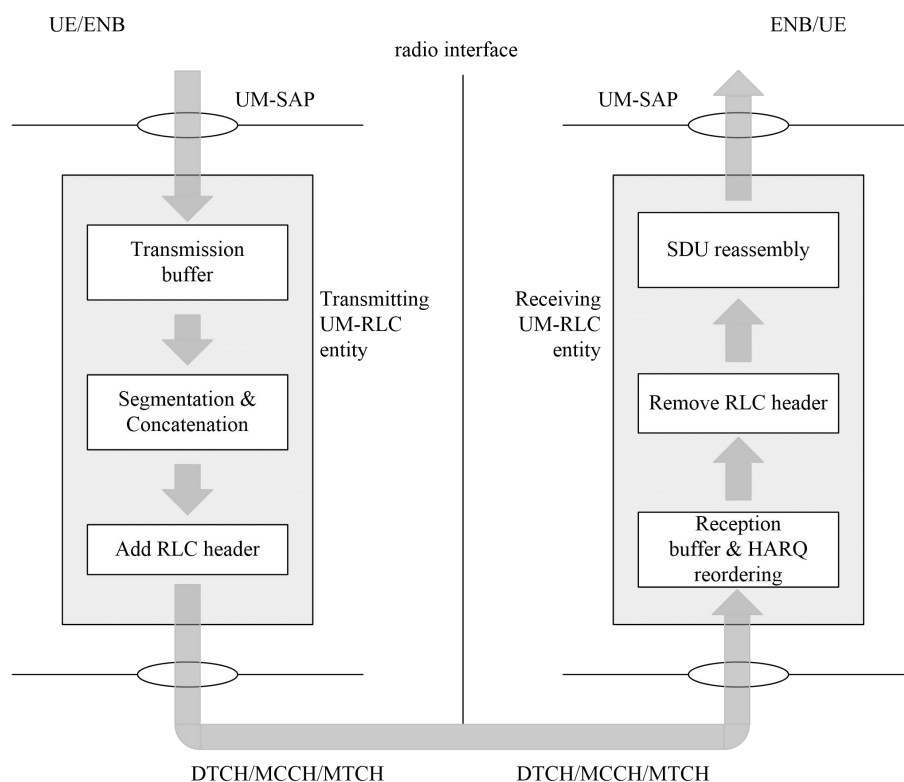 UE/ENB
ENB/UE
radio interface
UM-SAP
UM-SAP
Transmission
buffer
Transmitting
UM-RLC
entity
Segmentation &
Concatenation
Add RLC header
Receiving
UM-RLC
entity
SDU reassembly
Remove RLC header
Reception
buffer & HARQ
reordering
DTCH/MCCH/MTCH
DTCH/MCCH/MTCH